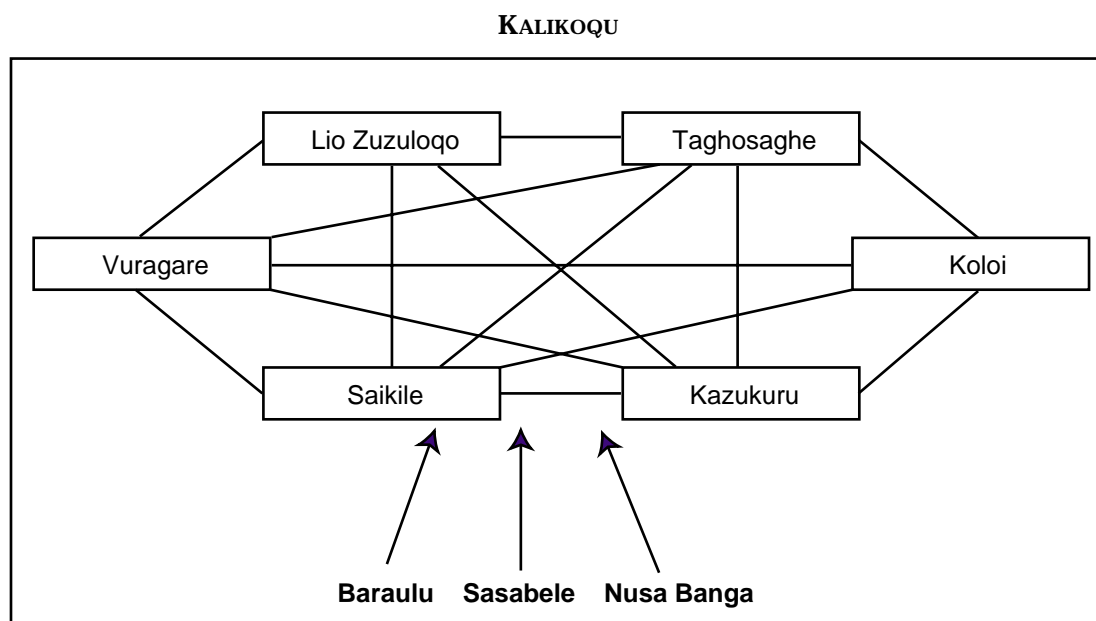 KALIKOQU
Lio Zuzuloqo Taghosaghe
Vuragare Koloi
Saikile Kazukuru
Baraulu Sasabele Nusa Banga